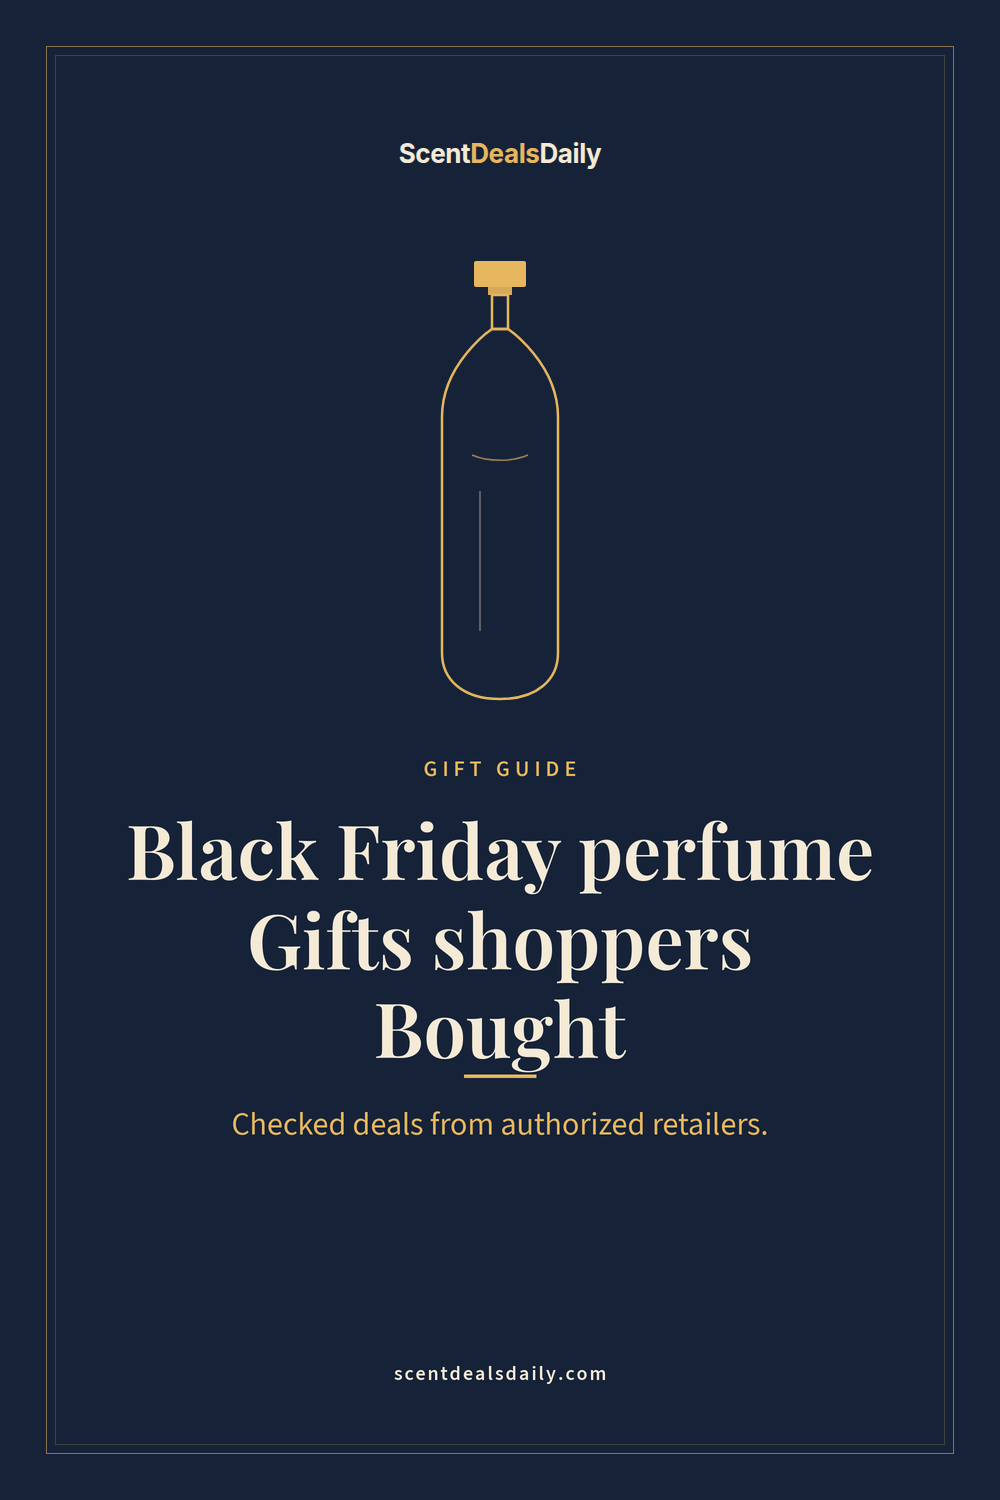 ScentDealsDaily
GIFT GUIDE
Black Friday perfume
Gifts shoppers
Bought
Checked deals from authorized retailers.
scentdealsdaily.com